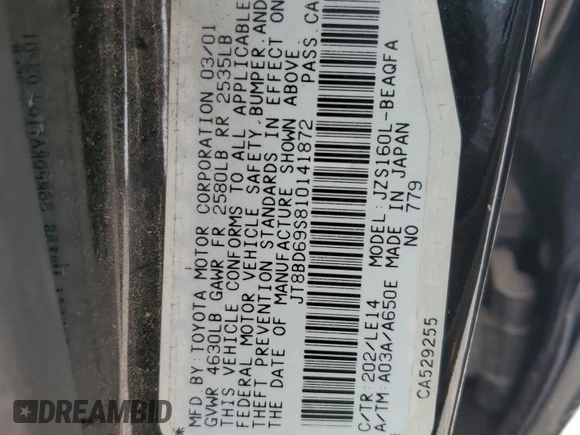 MFD BY: TOYOTA MOTOR CORPORATION 03/01
GVWR 4630LB GAWR FR 2580LB RR 2535LB
THIS VEHICLE CONFORMS TO ALL APPLICABLE
FEDERAL MOTOR VEHICLE SAFETY, BUMPER, AND
THEFT PREVENTION STANDARDS IN EFFECT ON
THE DATE OF MANUFACTURE SHOWN ABOVE.
JT8BD69S810141872 PASS. CA
C/TR: 202/LE14 MODEL: JZS160L-BEAQFA
A/TM A03A/A650E MADE IN JAPAN
NO 779
CA529255
DREAMBID